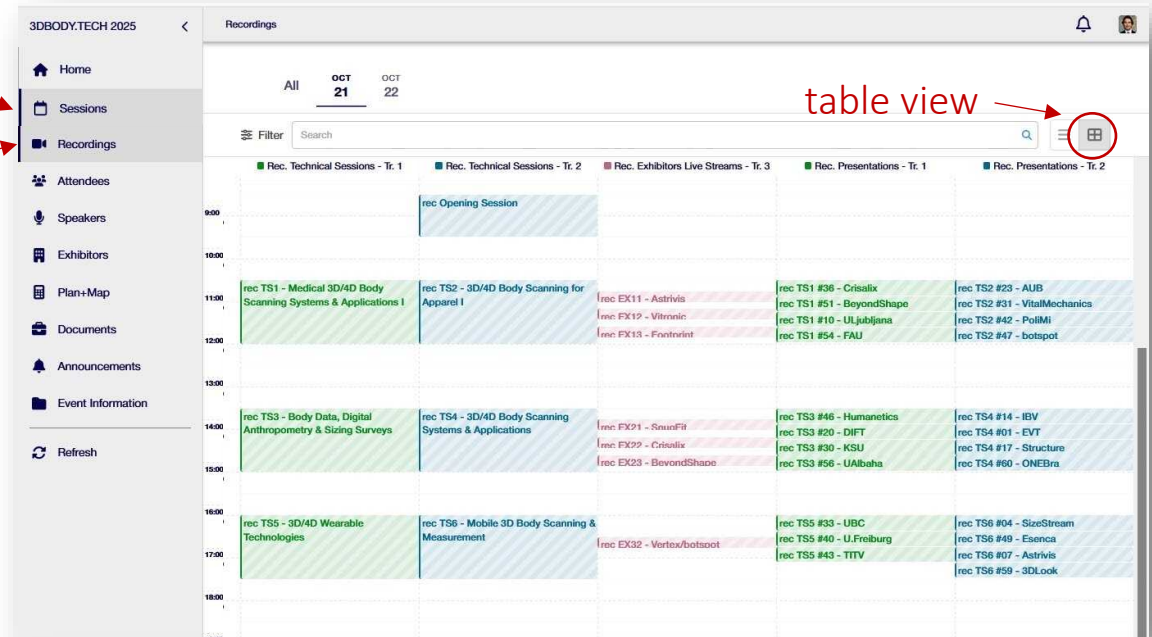 3DBODY.TECH 2025
Recordings
Home
Sessions
Recordings
Attendees
Speakers
Exhibitors
Plan+Map
Documents
Announcements
Event Information
Refresh
All
OCT 21
OCT 22
table view
Filter
Search
Rec. Technical Sessions - Tr. 1
Rec. Technical Sessions - Tr. 2
Rec. Exhibitors Live Streams - Tr. 3
Rec. Presentations - Tr. 1
Rec. Presentations - Tr. 2
9:00
rec Opening Session
10:00
11:00
12:00
rec TS1 - Medical 3D/4D Body
Scanning Systems & Applications I
rec TS2 - 3D/4D Body Scanning for
Apparel I
rec EX11 - Astrivis
rec EX12 - Vitronic
rec EX13 - Footprint
rec TS1 #36 - Crisalix
rec TS1 #51 - BeyondShape
rec TS1 #10 - ULjubljana
rec TS1 #54 - FAU
rec TS2 #23 - AUB
rec TS2 #31 - VitalMechanics
rec TS2 #42 - PoliMi
rec TS2 #47 - botspot
13:00
14:00
15:00
rec TS3 - Body Data, Digital
Anthropometry & Sizing Surveys
rec TS4 - 3D/4D Body Scanning
Systems & Applications
rec EX21 - SnugFit
rec EX22 - Crisalix
rec EX23 - BeyondShape
rec TS3 #46 - Humanetics
rec TS3 #20 - DIFT
rec TS3 #30 - KSU
rec TS3 #56 - UAlbaha
rec TS4 #14 - IBV
rec TS4 #01 - EVT
rec TS4 #17 - Structure
rec TS4 #60 - ONEBra
16:00
17:00
18:00
rec TS5 - 3D/4D Wearable
Technologies
rec TS6 - Mobile 3D Body Scanning &
Measurement
rec EX32 - Vertex/botspot
rec TS5 #33 - UBC
rec TS5 #40 - U.Freiburg
rec TS5 #43 - TITV
rec TS6 #04 - SizeStream
rec TS6 #49 - Esenca
rec TS6 #07 - Astrivis
rec TS6 #59 - 3DLook